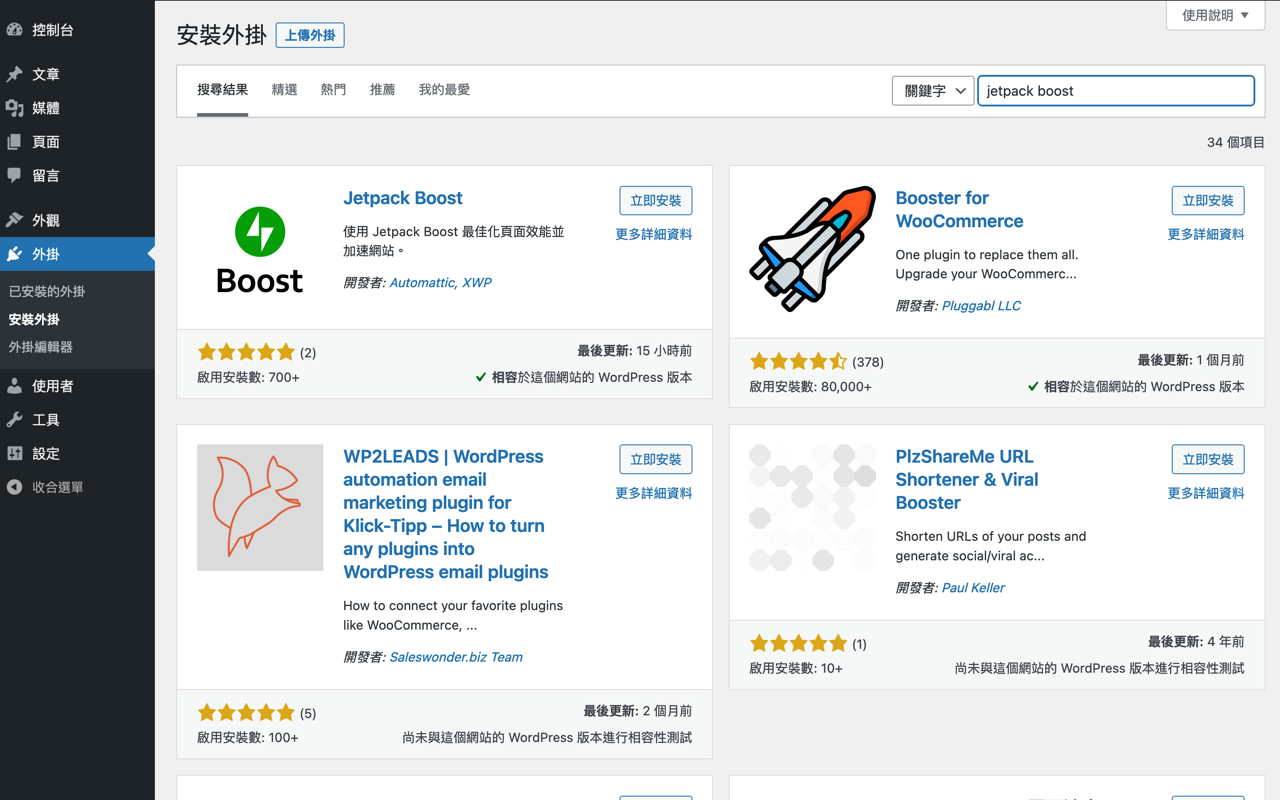 控制台
文章
媒體
頁面
留言
外觀
外掛
已安裝的外掛
安裝外掛
外掛編輯器
使用者
工具
設定
收合選單
使用說明
安裝外掛
上傳外掛
搜尋結果
精選
熱門
推薦
我的最愛
關鍵字
jetpack boost
34 個項目
Boost
Jetpack Boost
使用 Jetpack Boost 最佳化頁面效能並
加速網站。
開發者: Automattic, XWP
立即安裝
更多詳細資料
(2)
啟用安裝數: 700+
最後更新: 15 小時前
相容於這個網站的 WordPress 版本
Booster for
WooCommerce
One plugin to replace them all.
Upgrade your WooCommerc...
開發者: Pluggabl LLC
立即安裝
更多詳細資料
(378)
啟用安裝數: 80,000+
最後更新: 1 個月前
相容於這個網站的 WordPress 版本
WP2LEADS | WordPress
automation email
marketing plugin for
Klick-Tipp – How to turn
any plugins into
WordPress email plugins
How to connect your favorite plugins
like WooCommerce, ...
開發者: Saleswonder.biz Team
立即安裝
更多詳細資料
(5)
啟用安裝數: 100+
最後更新: 2 個月前
尚未與這個網站的 WordPress 版本進行相容性測試
PlzShareMe URL
Shortener & Viral
Booster
Shorten URLs of your posts and
generate social/viral ac...
開發者: Paul Keller
立即安裝
更多詳細資料
(1)
啟用安裝數: 10+
最後更新: 4 年前
尚未與這個網站的 WordPress 版本進行相容性測試